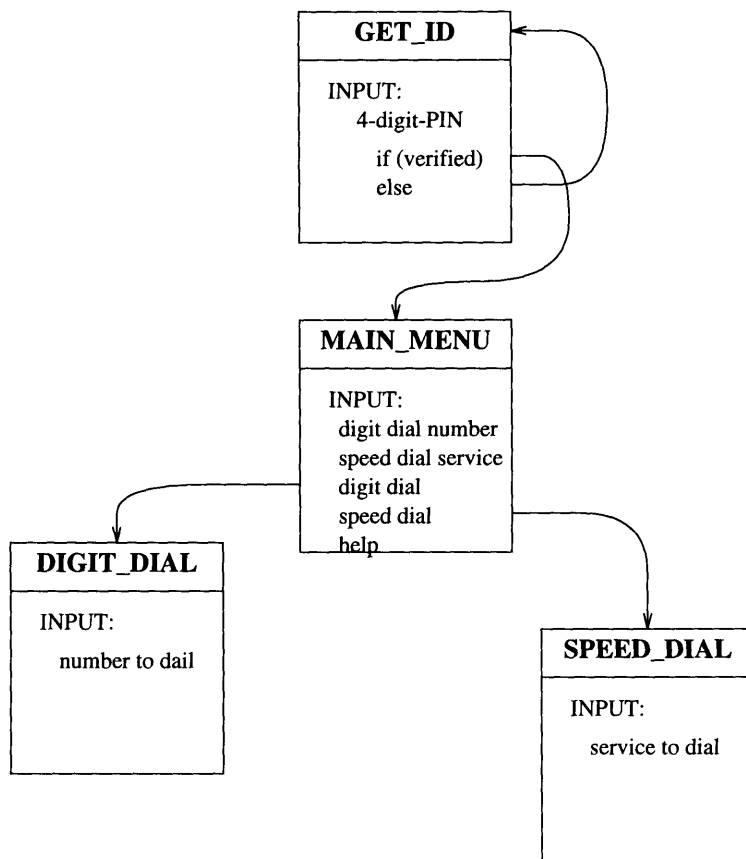 GET_ID
INPUT:
4-digit-PIN
if (verified)
else
MAIN_MENU
INPUT:
digit dial number
speed dial service
digit dial
speed dial
help
DIGIT_DIAL
INPUT:
number to dail
SPEED_DIAL
INPUT:
service to dial